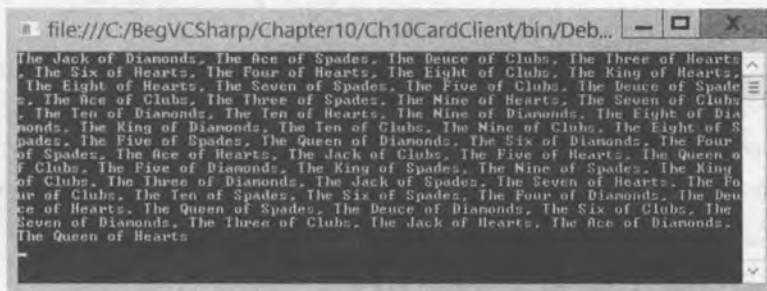 file:///C:/BegVCSharp/Chapter10/Ch10CardClient/bin/Deb...
The Jack of Diamonds, The Ace of Spades, The Deuce of Clubs, The Three of Hearts
, The Six of Hearts, The Four of Hearts, The Eight of Clubs, The King of Hearts,
The Eight of Hearts, The Seven of Spades, The Five of Clubs, The Deuce of Spade
s, The Ace of Clubs, The Three of Spades, The Nine of Hearts, The Seven of Clubs
, The Ten of Diamonds, The Ten of Hearts, The Nine of Diamonds, The Eight of Dia
monds, The King of Diamonds, The Ten of Clubs, The Nine of Clubs, The Eight of S
pades, The Five of Spades, The Queen of Diamonds, The Six of Diamonds, The Four
of Spades, The Ace of Hearts, The Jack of Clubs, The Five of Hearts, The Queen o
f Clubs, The Five of Diamonds, The King of Spades, The Nine of Spades, The King
of Clubs, The Three of Diamonds, The Jack of Spades, The Seven of Hearts, The Fo
ur of Clubs, The Ten of Spades, The Six of Spades, The Four of Diamonds, The Deu
ce of Hearts, The Queen of Spades, The Deuce of Diamonds, The Six of Clubs, The
Seven of Diamonds, The Three of Clubs, The Jack of Hearts, The Ace of Diamonds,
The Queen of Hearts